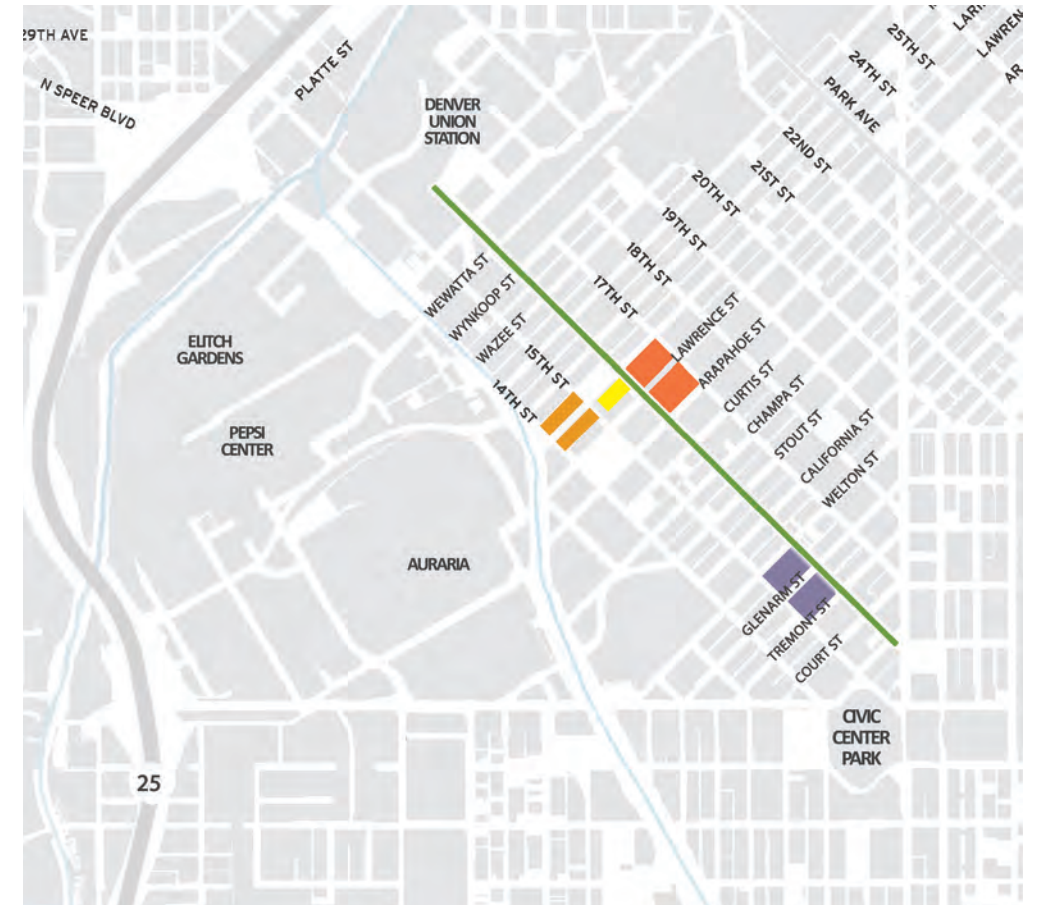 29TH AVE
N SPEER BLVD
PLATTE ST
DENVER
UNION
STATION
25TH ST
24TH ST
PARK AVE
22ND ST
21ST ST
20TH ST
19TH ST
18TH ST
17TH ST
WEWATTA ST
WYNKOOP ST
WAZEE ST
15TH ST
14TH ST
LAWRENCE ST
ARAPAHOE ST
CURTIS ST
CHAMPA ST
STOUT ST
CALIFORNIA ST
WELTON ST
ELITCH
GARDENS
PEPSI
CENTER
AURARIA
GLENARM ST
TREMONT ST
COURT ST
CIVIC
CENTER
PARK
25
LARI
LAWREN
AR